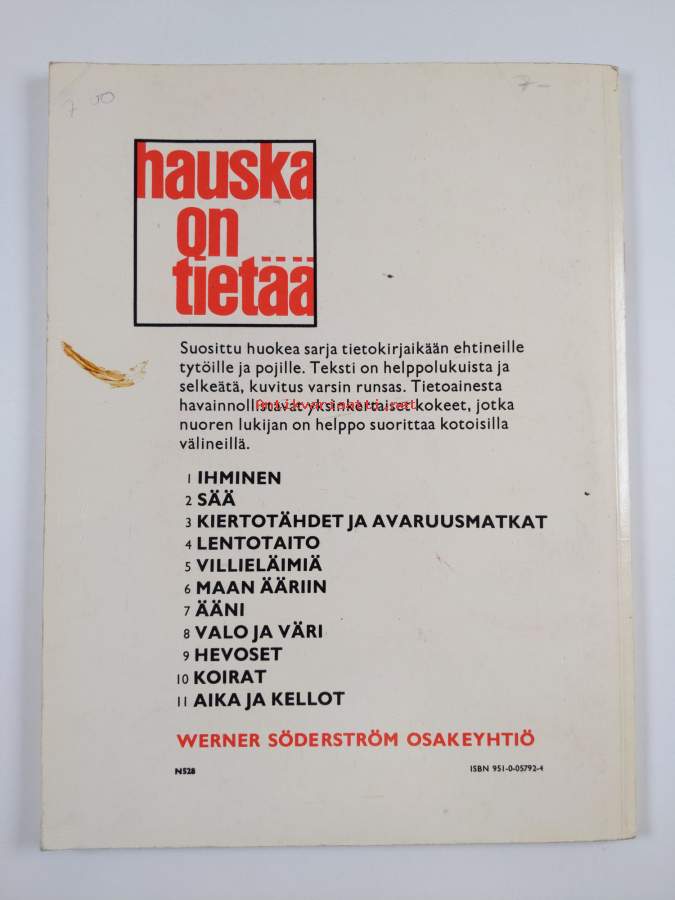 7 00
7-
hauska
on
tietää
Suosittu huokea sarja tietokirjaikään ehtineille
tytöille ja pojille. Teksti on helppolukuista ja
selkeätä, kuvitus varsin runsas. Tietoainesta
havainnollistavat yksinkertaiset kokeet, jotka
Antikvariaatti.net
nuoren lukijan on helppo suorittaa kotoisilla
välineillä.
1 IHMINEN
2 SÄÄ
3 KIERTOTÄHDET JA AVARUUSMATKAT
4 LENTOTAITO
5 VILLIELÄIMIÄ
6 MAAN ÄÄRIIN
7 ÄÄNI
8 VALO JA VÄRI
9 HEVOSET
10 KOIRAT
11 AIKA JA KELLOT
WERNER SÖDERSTRÖM OSAKEYHTIÖ
N528
ISBN 951-0-05792-4